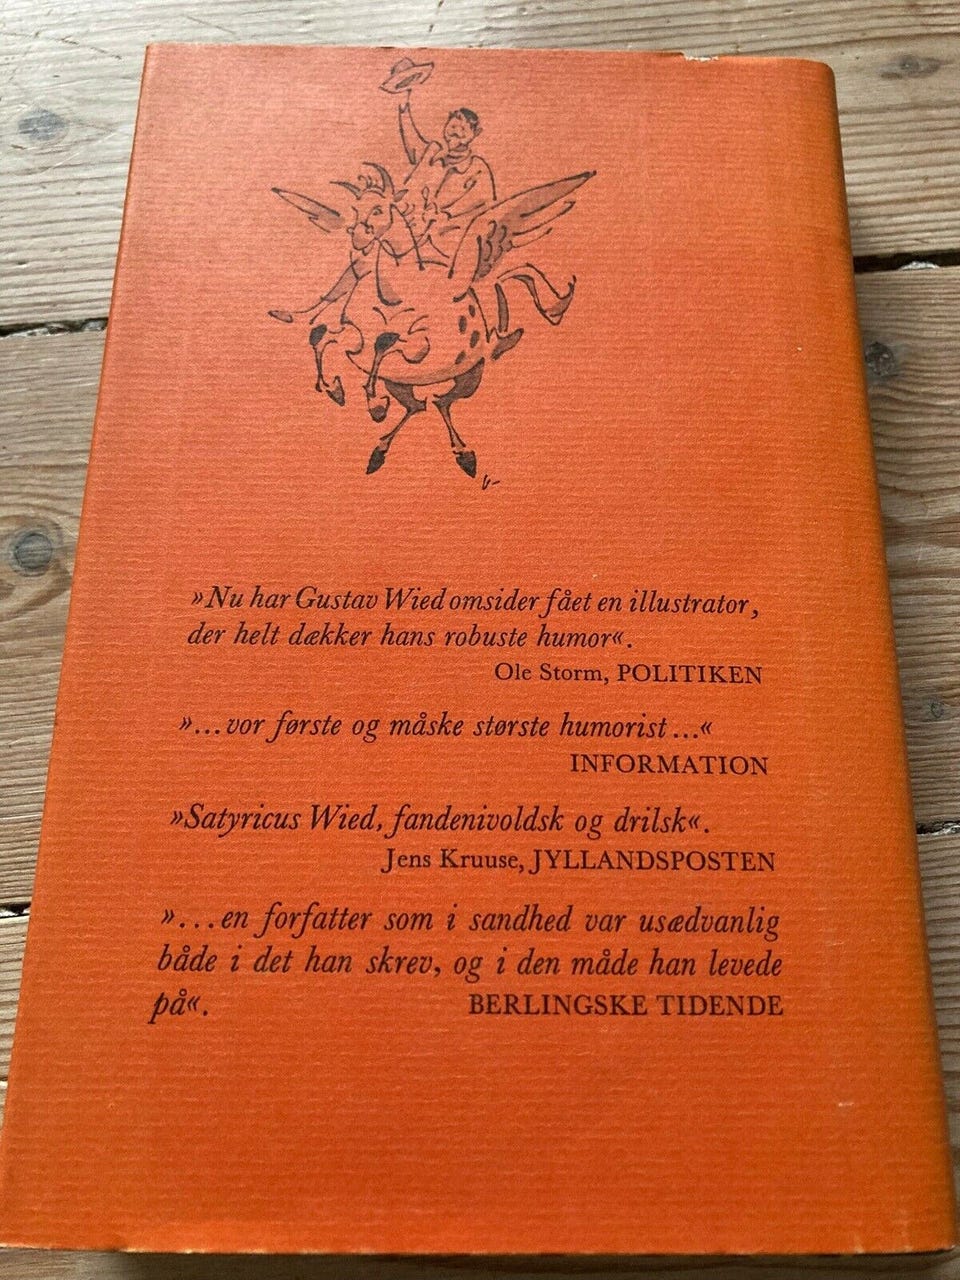 »Nu har Gustav Wied omsider fået en illustrator,
der helt dækker hans robuste humor«.
Ole Storm, POLITIKEN
»...vor første og måske største humorist...«
INFORMATION
»Satyricus Wied, fandenivoldsk og drilsk«.
Jens Kruuse, JYLLANDSPOSTEN
»...en forfatter som i sandhed var usædvanlig
både i det han skrev, og i den måde han levede
på«. BERLINGSKE TIDENDE